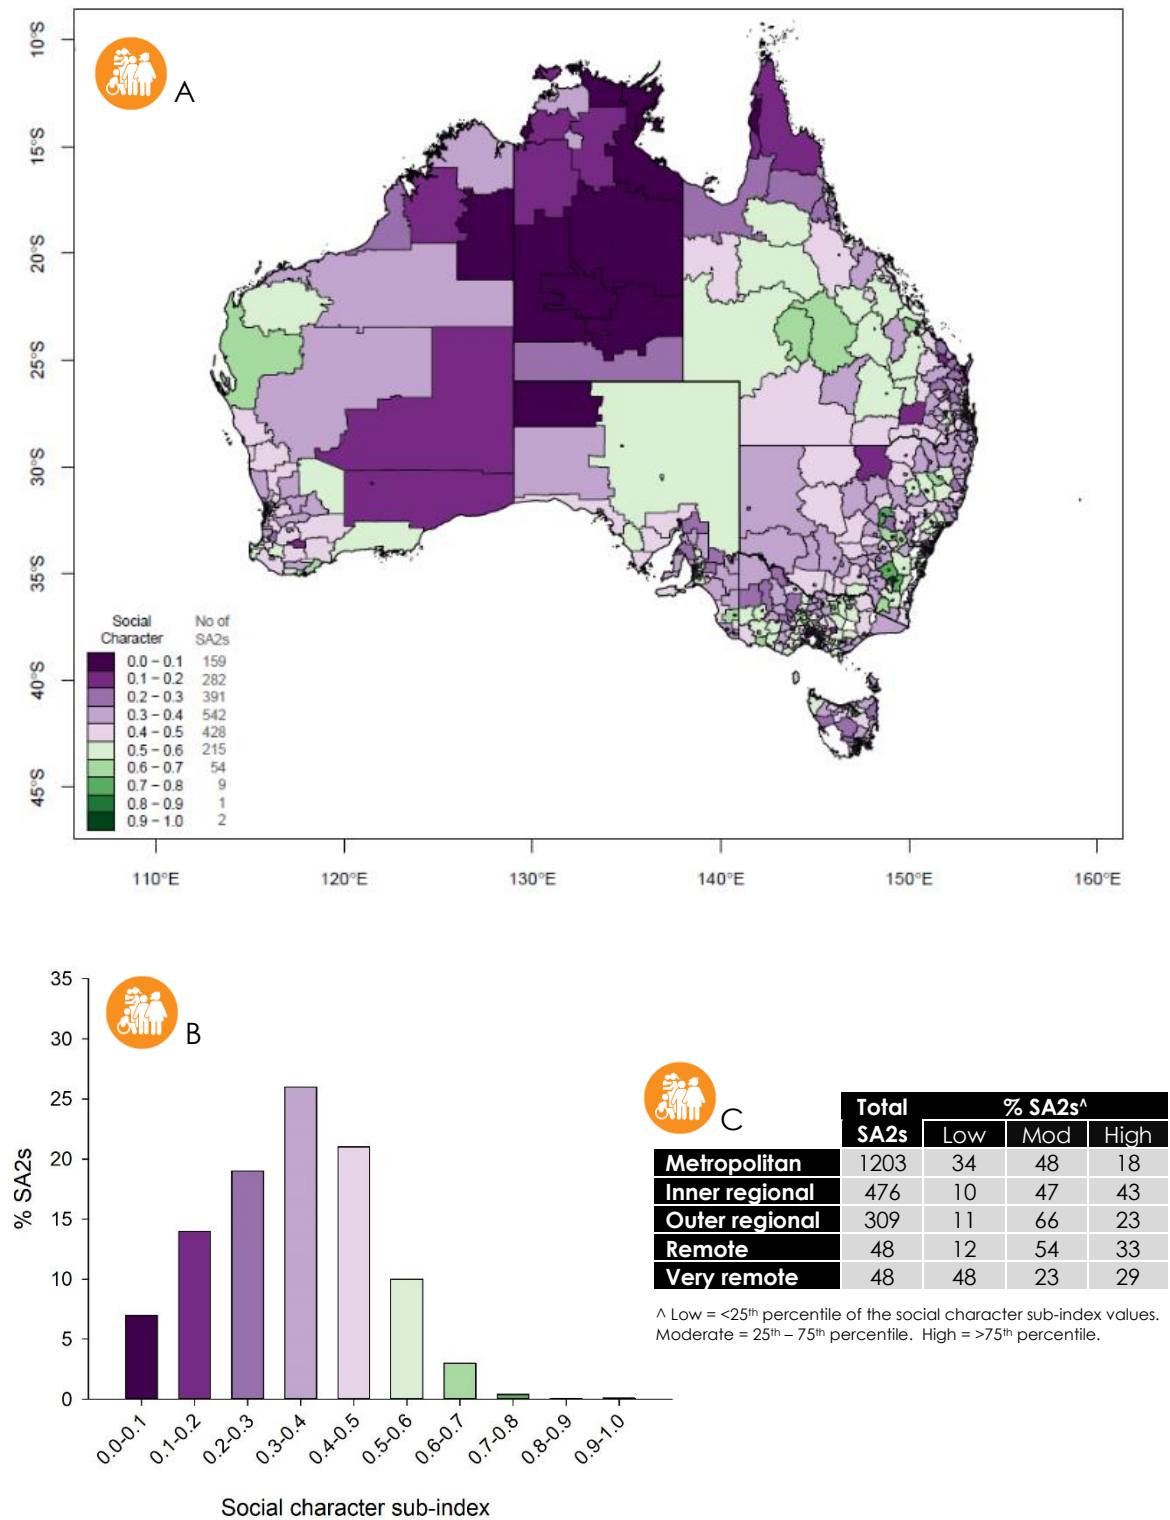 A
10°S
15°S
20°S
25°S
30°S
35°S
40°S
45°S
Social Character
No of SA2s
0.0 – 0.1 159
0.1 – 0.2 282
0.2 – 0.3 391
0.3 – 0.4 542
0.4 – 0.5 428
0.5 – 0.6 215
0.6 – 0.7 54
0.7 – 0.8 9
0.8 – 0.9 1
0.9 – 1.0 2
110°E 120°E 130°E 140°E 150°E 160°E
B
% SA2s
35
30
25
20
15
10
5
0
0.0-0.1 0.1-0.2 0.2-0.3 0.3-0.4 0.4-0.5 0.5-0.6 0.6-0.7 0.7-0.8 0.8-0.9 0.9-1.0
Social character sub-index
C
Total SA2s % SA2s^
Low Mod High
Metropolitan 1203 34 48 18
Inner regional 476 10 47 43
Outer regional 309 11 66 23
Remote 48 12 54 33
Very remote 48 48 23 29
^ Low = <25th percentile of the social character sub-index values.
Moderate = 25th – 75th percentile. High = >75th percentile.